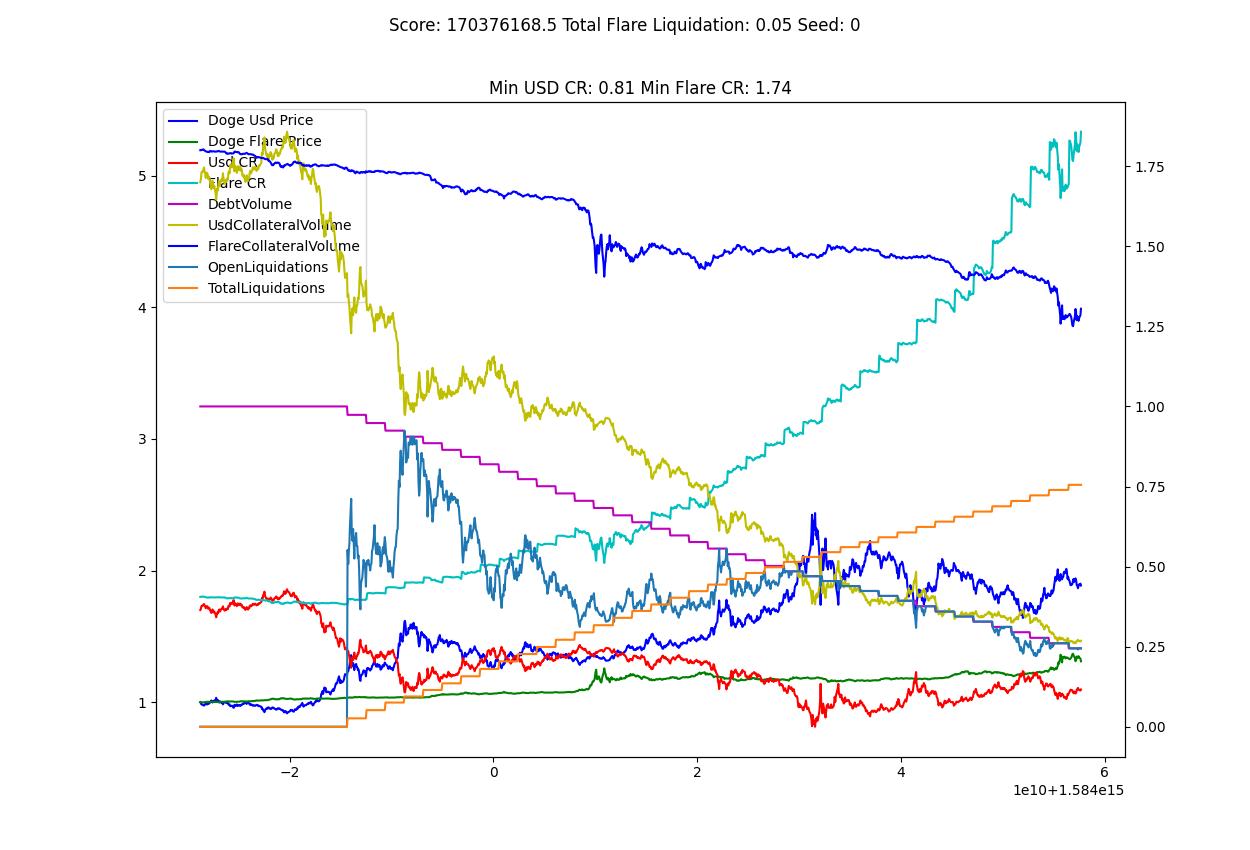 Score: 170376168.5 Total Flare Liquidation: 0.05 Seed: 0
Min USD CR: 0.81 Min Flare CR: 1.74
Doge Usd Price
Doge Flare Price
Usd CR
Flare CR
DebtVolume
UsdCollateralVolume
FlareCollateralVolume
OpenLiquidations
TotalLiquidations
5
4
3
2
1
1.75
1.50
1.25
1.00
0.75
0.50
0.25
0.00
−2
0
2
4
6
1e10+1.584e15